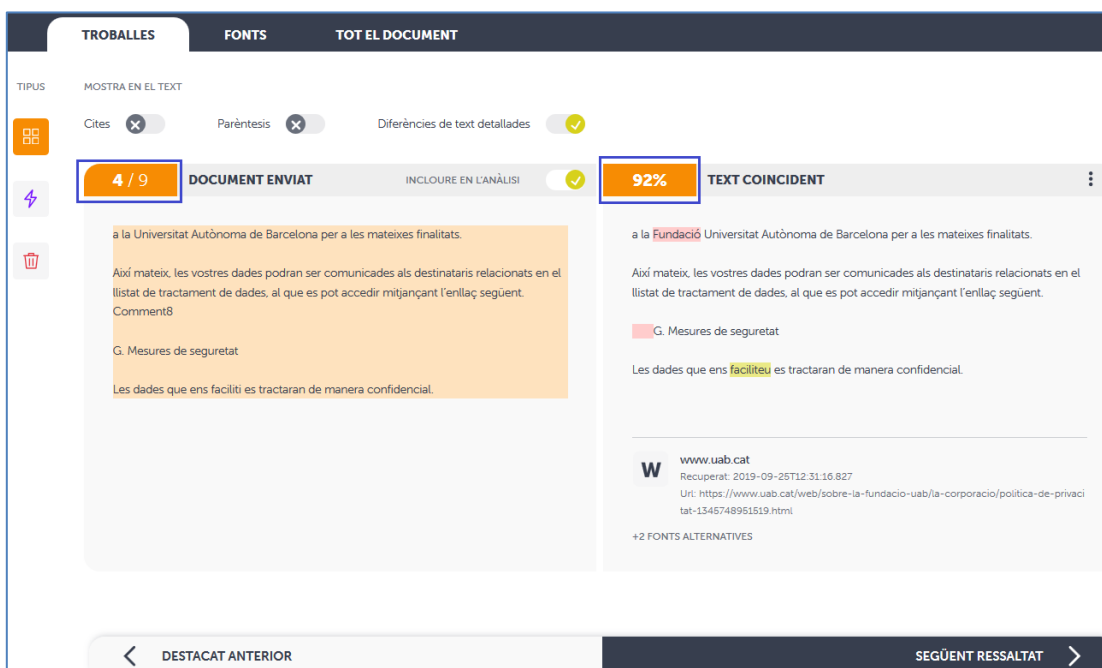 TROBALLES FONTS TOT EL DOCUMENT
TIPUS MOSTRA EN EL TEXT
Cites Parèntesis Diferències de text detallades
4 / 9 DOCUMENT ENVIAT INCLOURE EN L'ANÀLISI
a la Universitat Autònoma de Barcelona per a les mateixes finalitats.
Així mateix, les vostres dades podran ser comunicades als destinataris relacionats en el
llistat de tractament de dades, al que es pot accedir mitjançant l'enllaç següent.
Comment8
G. Mesures de seguretat
Les dades que ens faciliti es tractaran de manera confidencial.
92% TEXT COINCIDENT
a la Fundació Universitat Autònoma de Barcelona per a les mateixes finalitats.
Així mateix, les vostres dades podran ser comunicades als destinataris relacionats en el
llistat de tractament de dades, al que es pot accedir mitjançant l'enllaç següent.
G. Mesures de seguretat
Les dades que ens faciliteu es tractaran de manera confidencial.
W www.uab.cat
Recuperat: 2019-09-25T12:31:16.827
Url: https://www.uab.cat/web/sobre-la-fundacio-uab/la-corporacio/politica-de-privaci
tat-1345748951519.html
+2 FONTS ALTERNATIVES
DESTACAT ANTERIOR SEGÜENT RESSALTAT